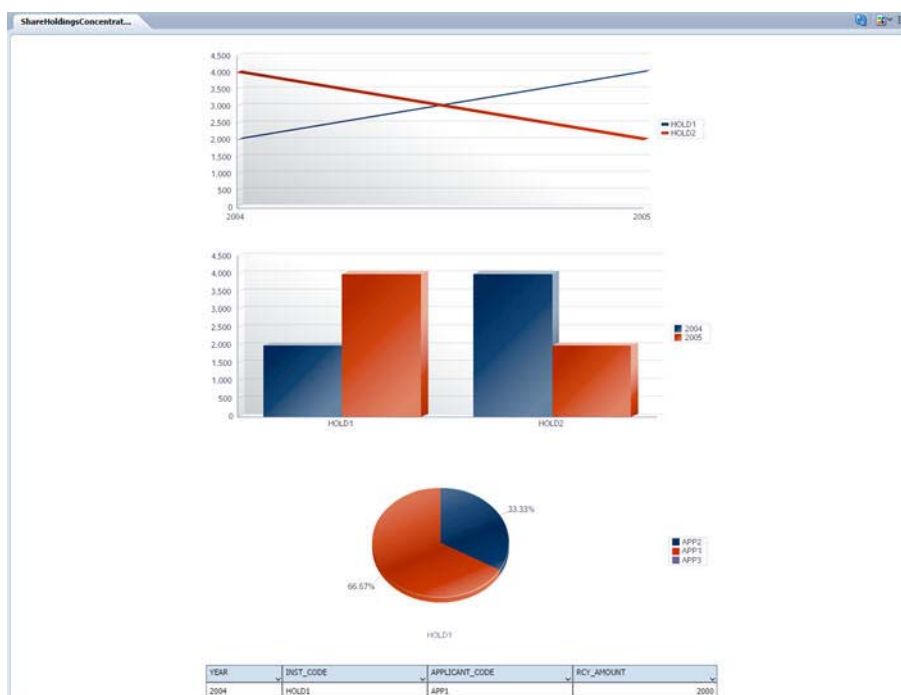 ShareHoldingsConcentrat...
4,500
4,000
3,500
3,000
2,500
2,000
1,500
1,000
500
0
2004
2005
HOLD1
HOLD2
4,500
4,000
3,500
3,000
2,500
2,000
1,500
1,000
500
0
HOLD1
HOLD2
2004
2005
33.33%
66.67%
APP2
APP1
APP3
HOLD1
YEAR INST_CODE APPLICANT_CODE RCY_AMOUNT
2004 HOLD1 APP1 2000